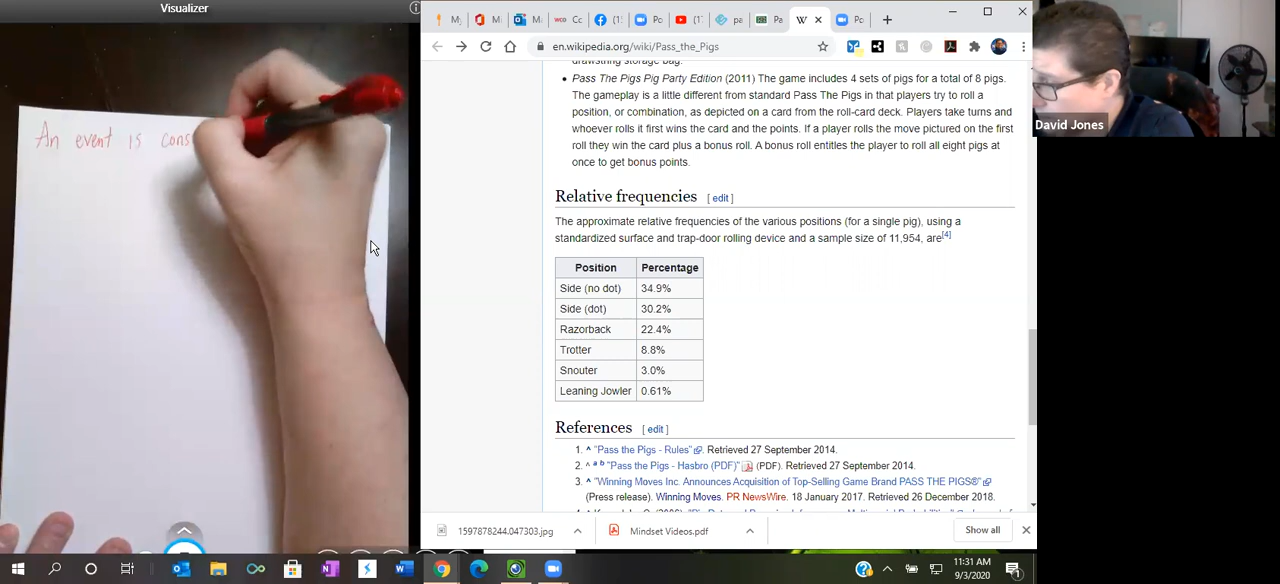 Visualizer
An event is cons
en.wikipedia.org/wiki/Pass_the_Pigs
drawstring storage bag.
• Pass The Pigs Pig Party Edition (2011) The game includes 4 sets of pigs for a total of 8 pigs.
The gameplay is a little different from standard Pass The Pigs in that players try to roll a
position, or combination, as depicted on a card from the roll-card deck. Players take turns and
whoever rolls it first wins the card and the points. If a player rolls the move pictured on the first
roll they win the card plus a bonus roll. A bonus roll entitles the player to roll all eight pigs at
once to get bonus points.
Relative frequencies [ edit ]
The approximate relative frequencies of the various positions (for a single pig), using a
standardized surface and trap-door rolling device and a sample size of 11,954, are[4]
Position Percentage
Side (no dot) 34.9%
Side (dot) 30.2%
Razorback 22.4%
Trotter 8.8%
Snouter 3.0%
Leaning Jowler 0.61%
References [ edit ]
1. ^ "Pass the Pigs - Rules". Retrieved 27 September 2014.
2. ^ a b "Pass the Pigs - Hasbro (PDF)" (PDF). Retrieved 27 September 2014.
3. ^ "Winning Moves Inc. Announces Acquisition of Top-Selling Game Brand PASS THE PIGS®"
(Press release). Winning Moves. PR NewsWire. 18 January 2017. Retrieved 26 December 2018.
1597878244.047303.jpg
Mindset Videos.pdf
Show all
David Jones
11:31 AM
9/3/2020